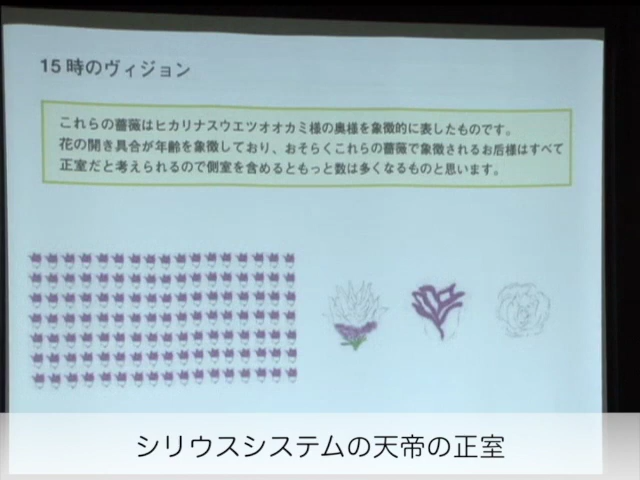 15時のヴィジョン
これらの薔薇はヒカリナスウエツオオカミ様の奥様を象徴的に表したものです。
花の開き具合が年齢を象徴しており、おそらくこれらの薔薇で象徴されるお后様はすべて
正室だと考えられるので側室を含めるともっと数は多くなるものと思います。
シリウスシステムの天帝の正室